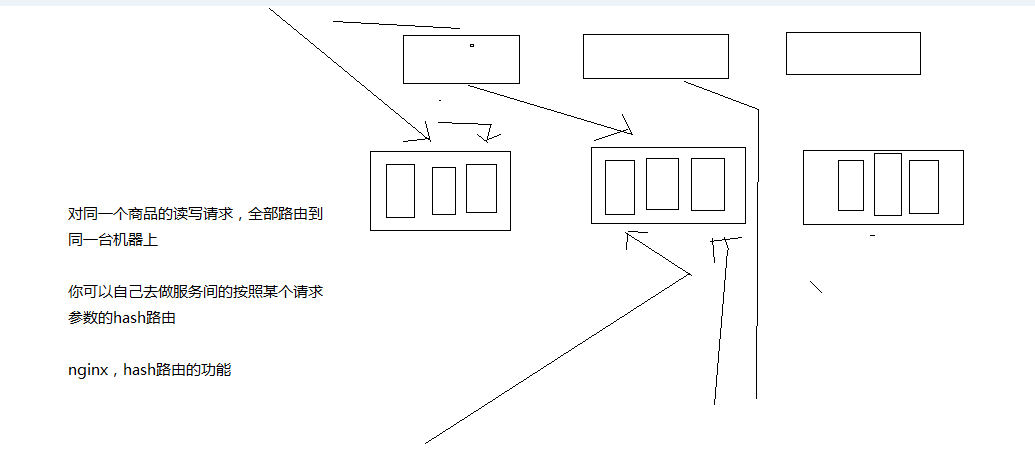 对同一个商品的读写请求，全部路由到
同一台机器上
你可以自己去做服务间的按照某个请求
参数的hash路由
nginx，hash路由的功能